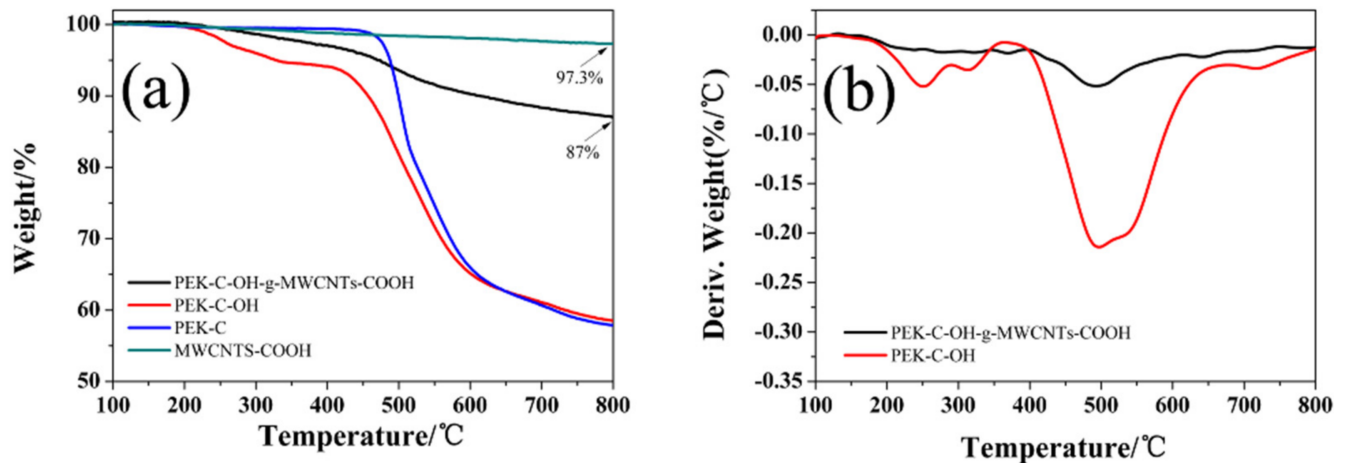 (a)
Weight/%
100
90
80
70
60
50
97.3%
87%
PEK-C-OH-g-MWCNTs-COOH
PEK-C-OH
PEK-C
MWCNTS-COOH
100 200 300 400 500 600 700 800
Temperature/℃
(b)
Deriv. Weight(%/℃)
0.00
-0.05
-0.10
-0.15
-0.20
-0.25
-0.30
-0.35
PEK-C-OH-g-MWCNTs-COOH
PEK-C-OH
100 200 300 400 500 600 700 800
Temperature/℃